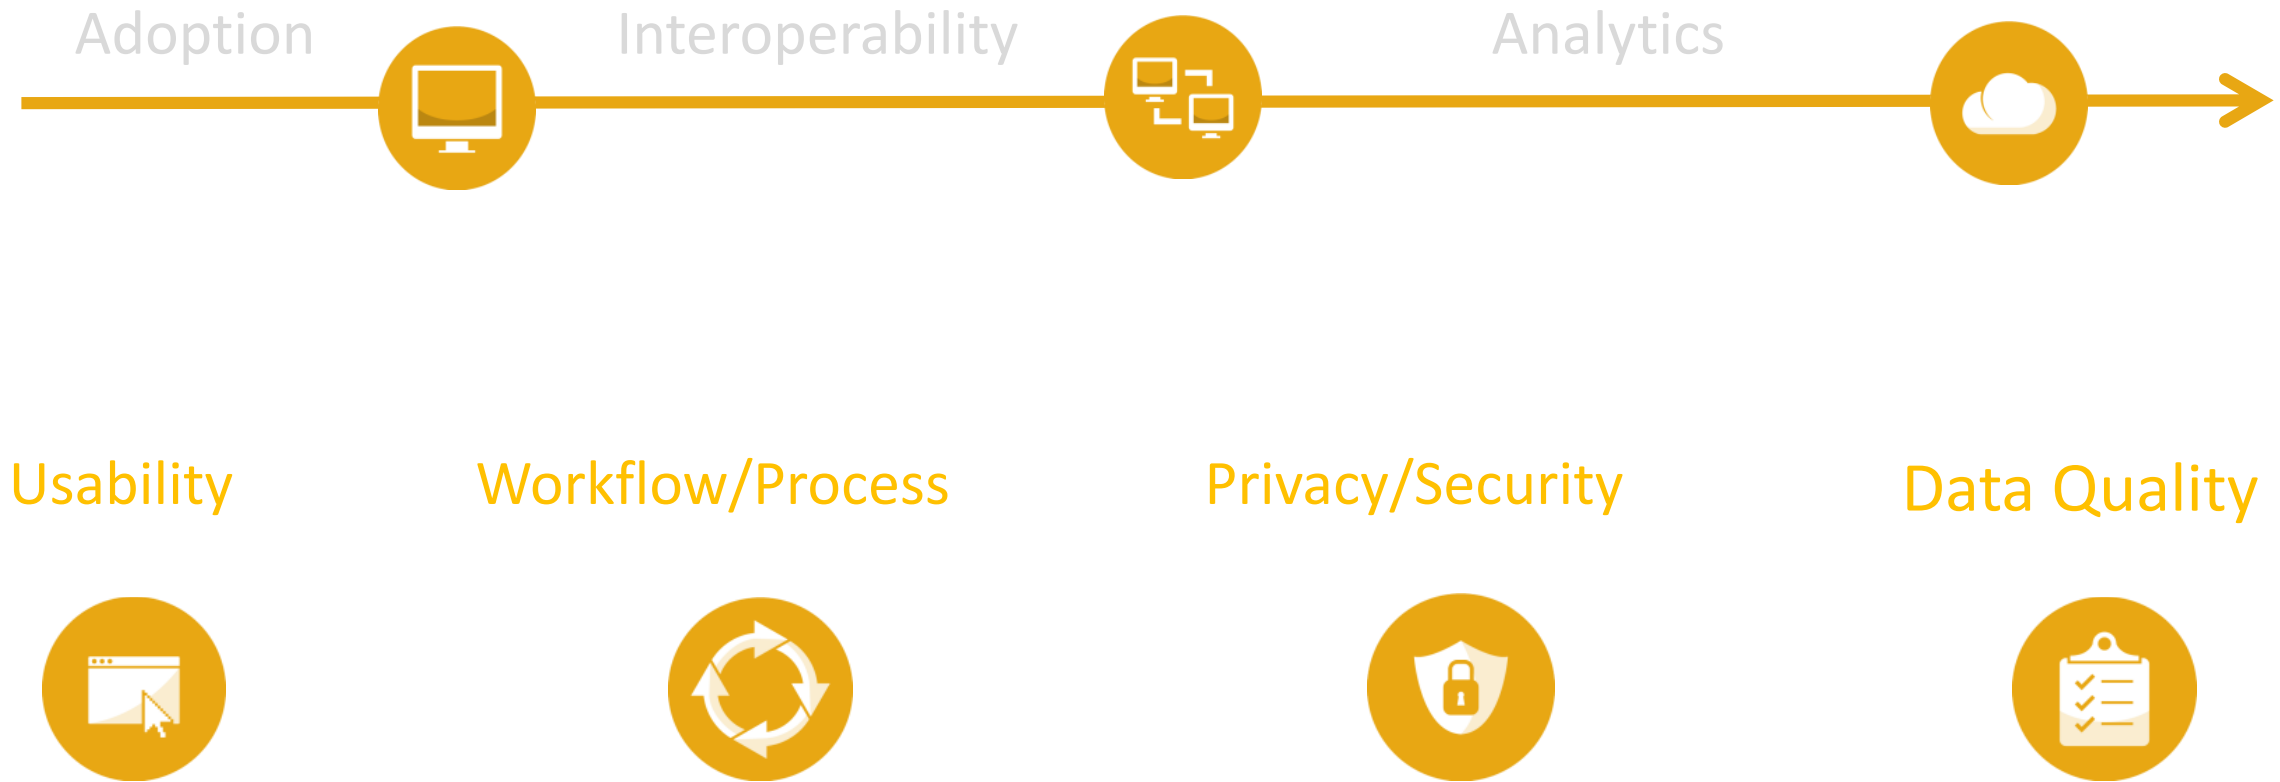 Adoption
Interoperability
Analytics
Usability
Workflow/Process
Privacy/Security
Data Quality